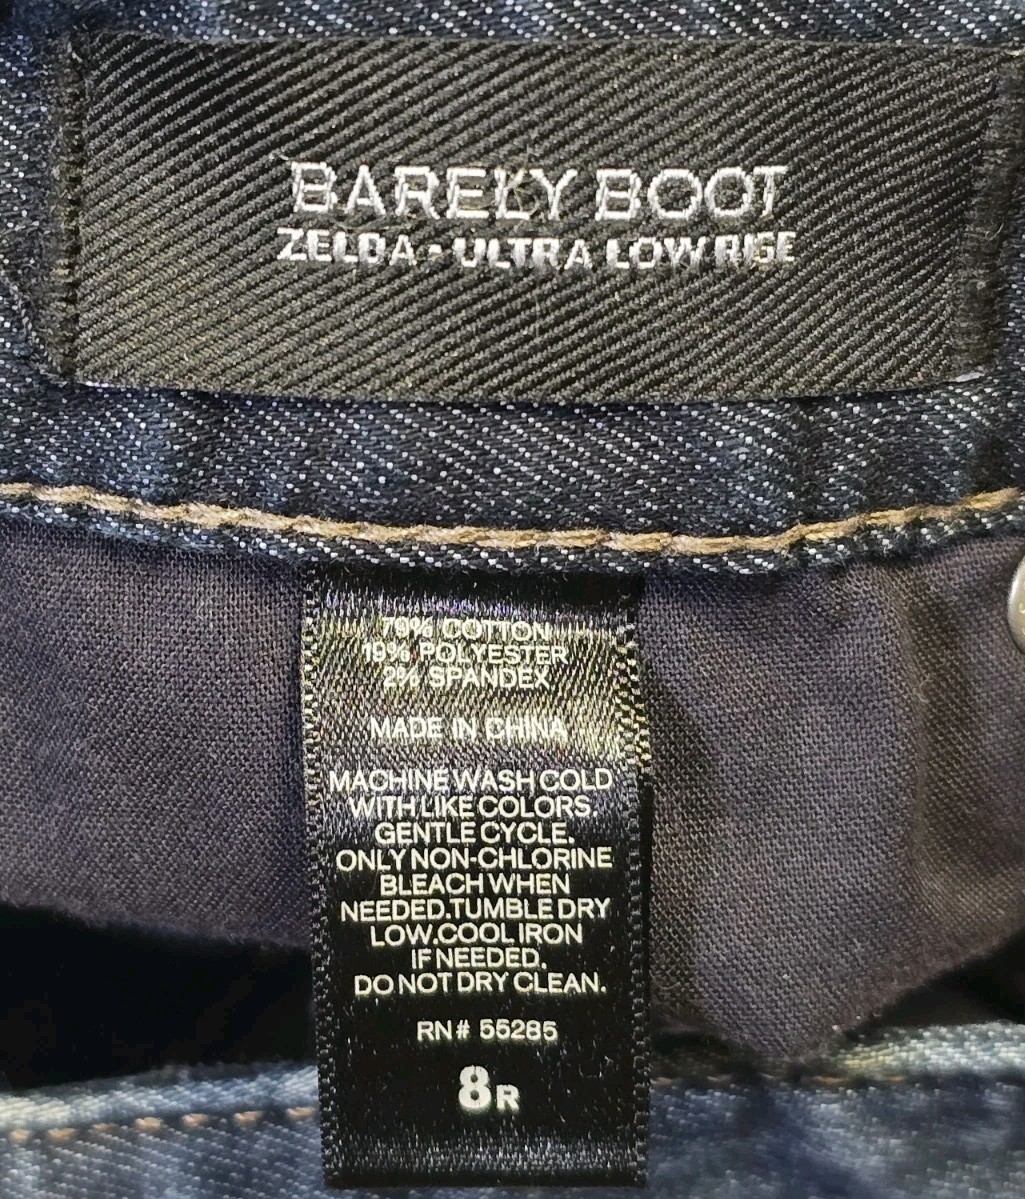 BARELY BOOT
ZELDA - ULTRA LOW RISE
79% COTTON
19% POLYESTER
2% SPANDEX
MADE IN CHINA
MACHINE WASH COLD
WITH LIKE COLORS.
GENTLE CYCLE.
ONLY NON-CHLORINE
BLEACH WHEN
NEEDED.TUMBLE DRY
LOW.COOL IRON
IF NEEDED.
DO NOT DRY CLEAN.
RN# 55285
8R